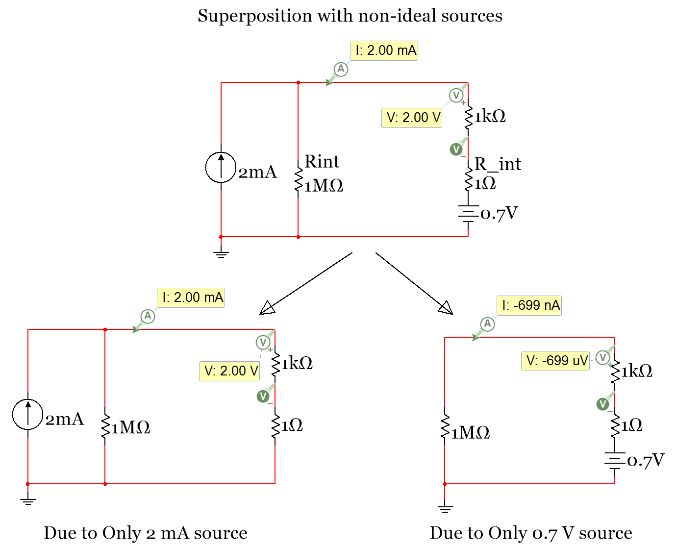 Superposition with non-ideal sources
I: 2.00 mA
A
V
+
V: 2.00 V
1kΩ
V
-
Rint
R_int
2mA
1MΩ
1Ω
0.7V
I: 2.00 mA
I: -699 nA
A
A
V
+
V: -699 uV
V
+
V: 2.00 V
1kΩ
1kΩ
V
-
V
-
2mA
1MΩ
1Ω
1MΩ
1Ω
0.7V
Due to Only 2 mA source
Due to Only 0.7 V source